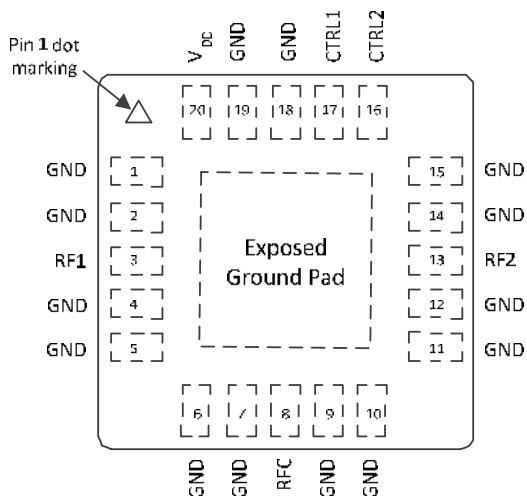 Pin 1 dot
marking
VDD
GND
GND
CTRL1
CTRL2
20
19
18
17
16
GND
1
15
GND
GND
2
14
GND
RF1
3
13
RF2
GND
4
12
GND
GND
5
11
GND
Exposed
Ground Pad
6
7
8
9
10
GND
GND
RFC
GND
GND